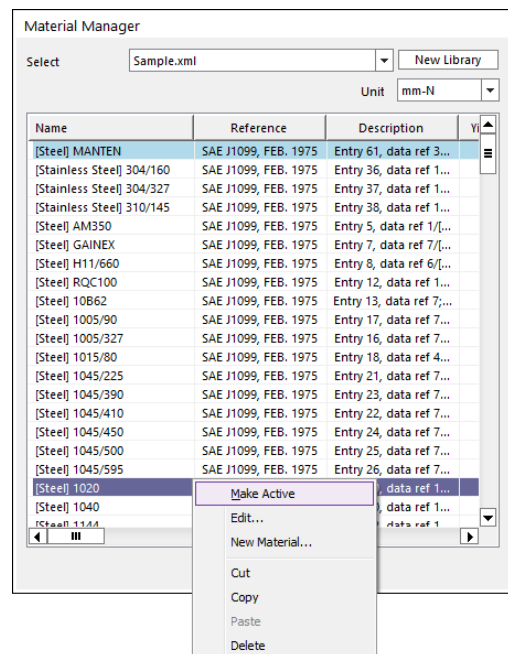 Material Manager
Select Sample.xml New Library
Unit mm-N
Name Reference Description Yi
[Steel] MANTEN SAE J1099, FEB. 1975 Entry 61, data ref 3...
[Stainless Steel] 304/160 SAE J1099, FEB. 1975 Entry 36, data ref 1...
[Stainless Steel] 304/327 SAE J1099, FEB. 1975 Entry 37, data ref 1...
[Stainless Steel] 310/145 SAE J1099, FEB. 1975 Entry 38, data ref 1...
[Steel] AM350 SAE J1099, FEB. 1975 Entry 5, data ref 1/[...
[Steel] GAINEX SAE J1099, FEB. 1975 Entry 7, data ref 7/[...
[Steel] H11/660 SAE J1099, FEB. 1975 Entry 8, data ref 6/[...
[Steel] RQC100 SAE J1099, FEB. 1975 Entry 12, data ref 1...
[Steel] 10B62 SAE J1099, FEB. 1975 Entry 13, data ref 7;...
[Steel] 1005/90 SAE J1099, FEB. 1975 Entry 17, data ref 7...
[Steel] 1005/327 SAE J1099, FEB. 1975 Entry 16, data ref 7...
[Steel] 1015/80 SAE J1099, FEB. 1975 Entry 18, data ref 4...
[Steel] 1045/225 SAE J1099, FEB. 1975 Entry 21, data ref 7...
[Steel] 1045/390 SAE J1099, FEB. 1975 Entry 23, data ref 7...
[Steel] 1045/410 SAE J1099, FEB. 1975 Entry 22, data ref 7...
[Steel] 1045/450 SAE J1099, FEB. 1975 Entry 24, data ref 7...
[Steel] 1045/500 SAE J1099, FEB. 1975 Entry 25, data ref 7...
[Steel] 1045/595 SAE J1099, FEB. 1975 Entry 26, data ref 7...
[Steel] 1020 , data ref 1...
Make Active
[Steel] 1040 , data ref 1...
Edit...
[Steel] 1144 data ref 1
New Material...
Cut
Copy
Paste
Delete